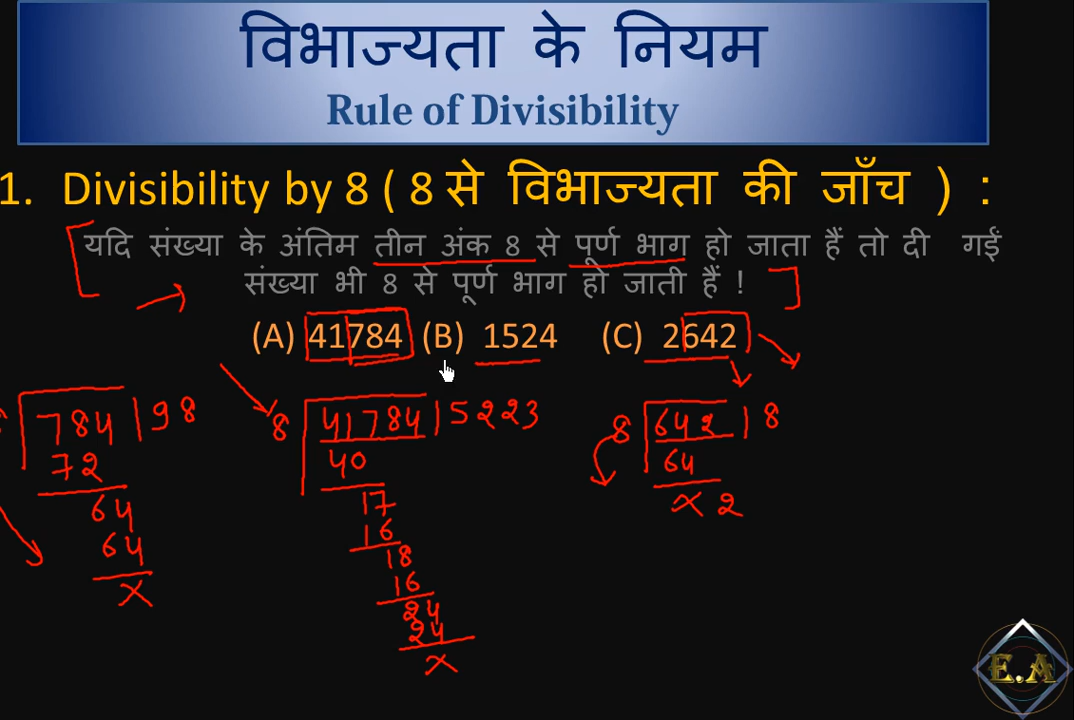 विभाज्यता के नियम
Rule of Divisibility
1. Divisibility by 8 ( 8 से विभाज्यता की जाँच ) :
यदि संख्या के अंतिम तीन अंक 8 से पूर्ण भाग हो जाता हैं तो दी गईं
संख्या भी 8 से पूर्ण भाग हो जाती हैं !
(A) 41784 (B) 1524 (C) 2642
784 98
72
64
64
x
8 41784 5223
40
17
16
18
16
24
24
x
8 642 8
64
x 2
E.A